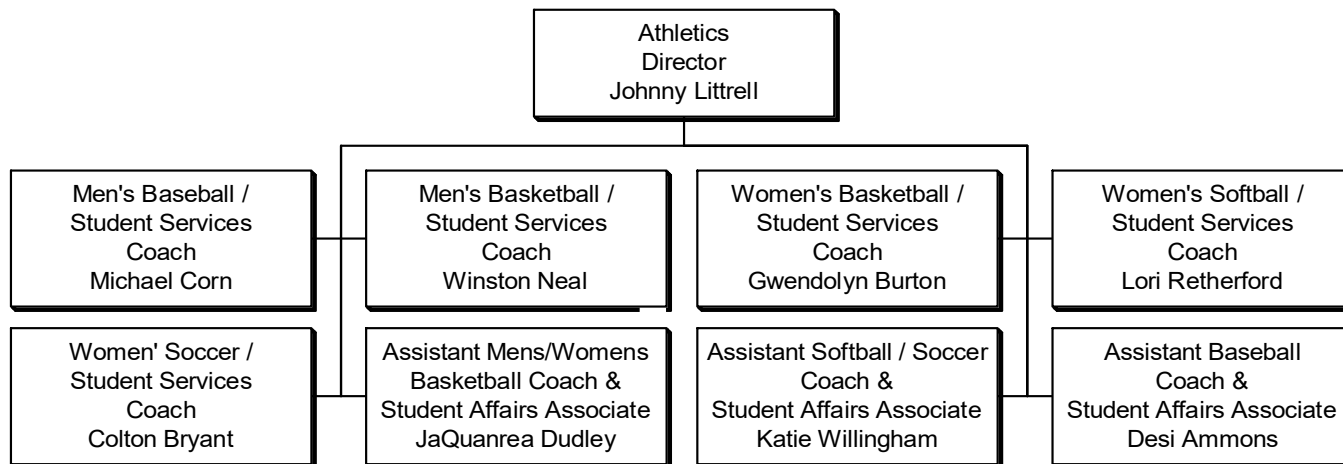 Athletics
Director
Johnny Littrell
Men's Baseball /
Student Services
Coach
Michael Corn
Men's Basketball /
Student Services
Coach
Winston Neal
Women's Basketball /
Student Services
Coach
Gwendolyn Burton
Women's Softball /
Student Services
Coach
Lori Retherford
Women' Soccer /
Student Services
Coach
Colton Bryant
Assistant Mens/Womens
Basketball Coach &
Student Affairs Associate
JaQuanrea Dudley
Assistant Softball / Soccer
Coach &
Student Affairs Associate
Katie Willingham
Assistant Baseball
Coach &
Student Affairs Associate
Desi Ammons